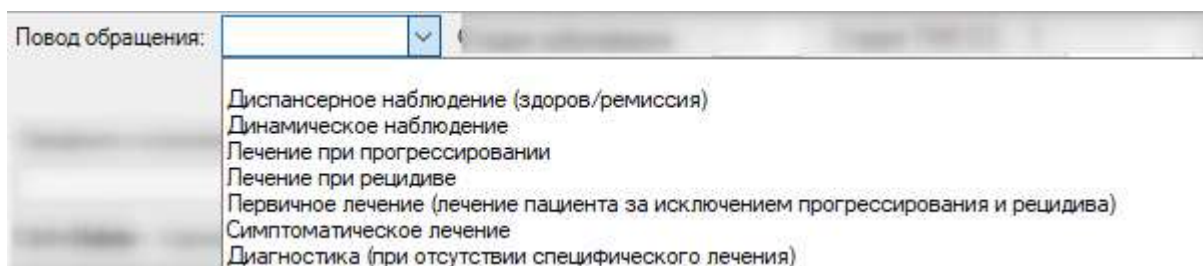 Повод обращения:
Диспансерное наблюдение (здоров/ремиссия)
Динамическое наблюдение
Лечение при прогрессировании
Лечение при рецидиве
Первичное лечение (лечение пациента за исключением прогрессирования и рецидива)
Симптоматическое лечение
Диагностика (при отсутствии специфического лечения)